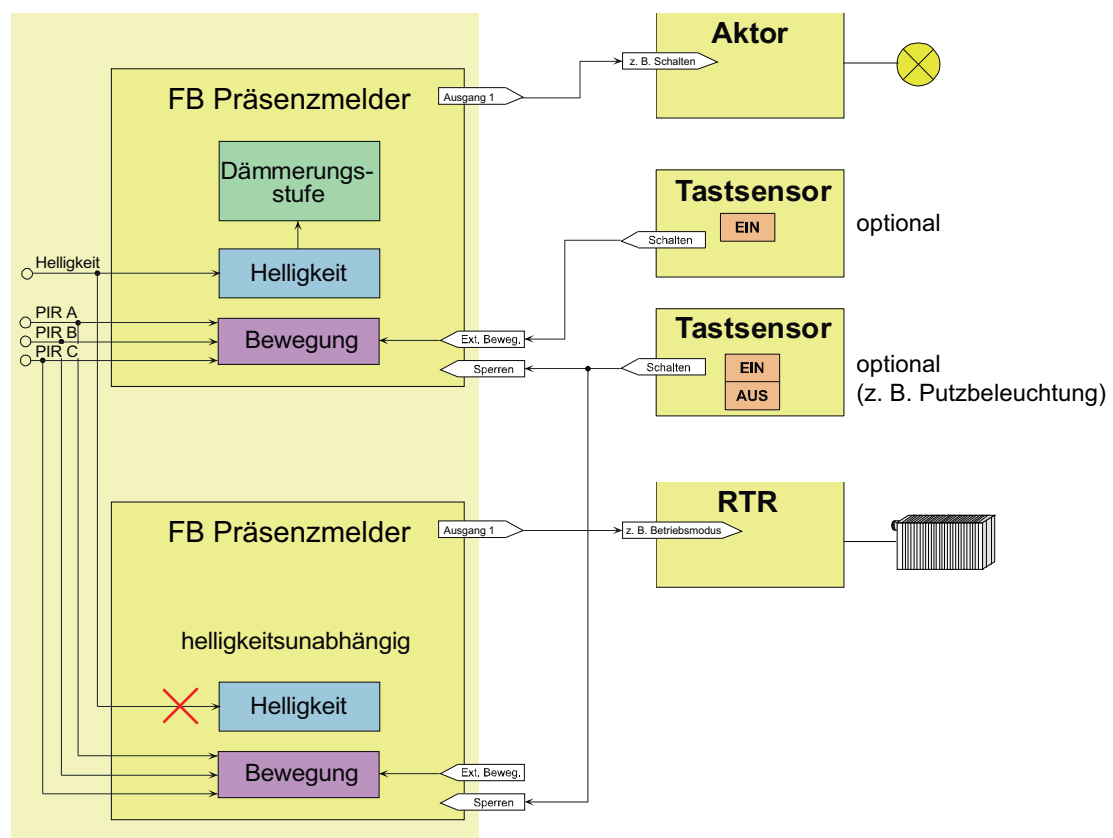 Aktor
z. B. Schalten
FB Präsenzmelder
Ausgang 1
Dämmerungs-
stufe
Tastsensor
EIN
optional
Schalten
Helligkeit
Helligkeit
PIR A
PIR B
PIR C
Bewegung
Ext. Beweg.
Sperren
Tastsensor
Schalten
EIN
AUS
optional
(z. B. Putzbeleuchtung)
FB Präsenzmelder
Ausgang 1
RTR
z. B. Betriebsmodus
helligkeitsunabhängig
Helligkeit
Bewegung
Ext. Beweg.
Sperren